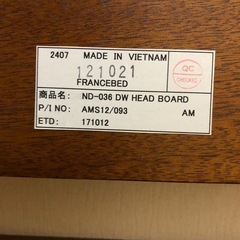 2407 MADE IN VIETNAM
121021
FRANCEBED
QC
CHECKED
商品名: ND-036 DW HEAD BOARD
P/I NO: AMS12/093 AM
ETD: 171012